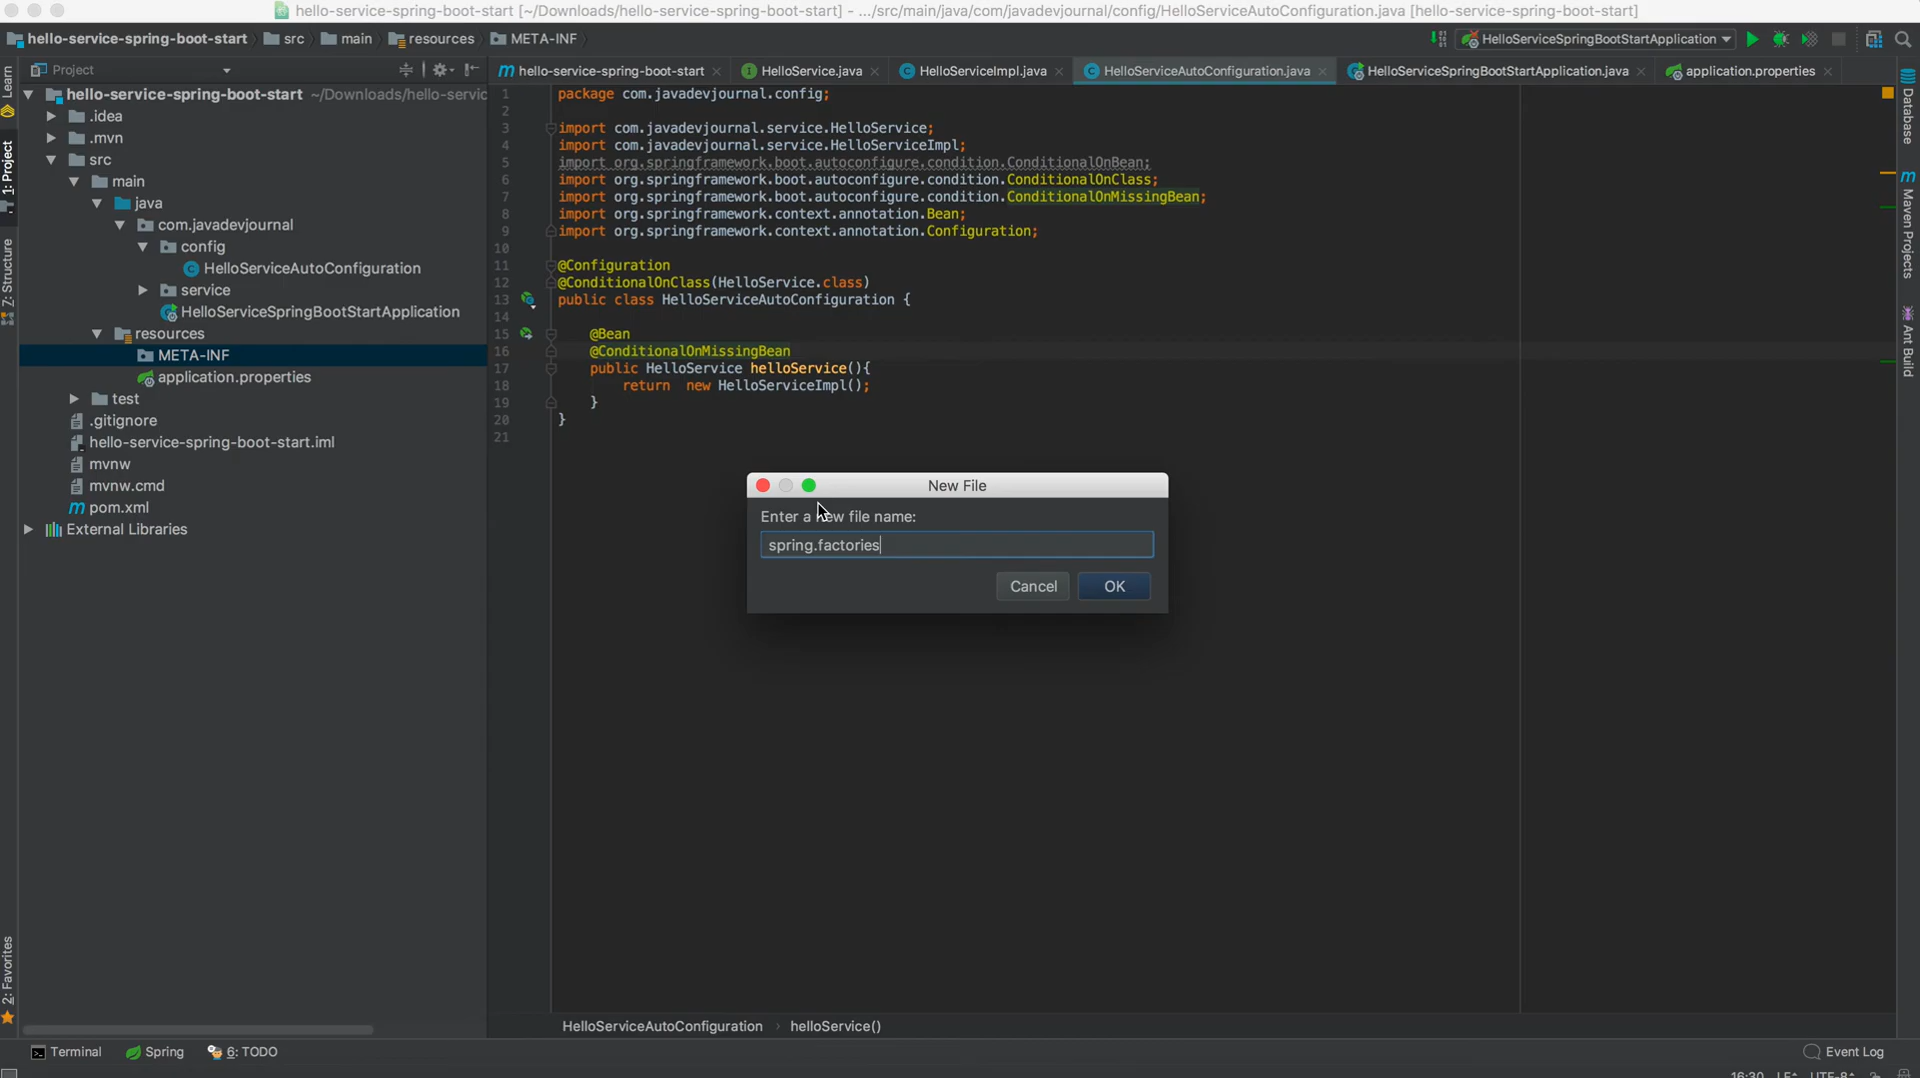 hello-service-spring-boot-start [~/Downloads/hello-service-spring-boot-start] - .../src/main/java/com/javadevjournal/config/HelloServiceAutoConfiguration.java [hello-service-spring-boot-start]
hello-service-spring-boot-start src main resources META-INF
HelloServiceSpringBootStartApplication
Project
hello-service-spring-boot-start HelloService.java HelloServiceImpl.java HelloServiceAutoConfiguration.java HelloServiceSpringBootStartApplication.java application.properties
Learn
1: Project
7: Structure
2: Favorites
hello-service-spring-boot-start ~/Downloads/hello-servic
.idea
.mvn
src
main
java
com.javadevjournal
config
HelloServiceAutoConfiguration
service
HelloServiceSpringBootStartApplication
resources
META-INF
application.properties
test
.gitignore
hello-service-spring-boot-start.iml
mvnw
mvnw.cmd
pom.xml
External Libraries
1 package com.javadevjournal.config;
2
3 import com.javadevjournal.service.HelloService;
4 import com.javadevjournal.service.HelloServiceImpl;
5 import org.springframework.boot.autoconfigure.condition.ConditionalOnBean;
6 import org.springframework.boot.autoconfigure.condition.ConditionalOnClass;
7 import org.springframework.boot.autoconfigure.condition.ConditionalOnMissingBean;
8 import org.springframework.context.annotation.Bean;
9 import org.springframework.context.annotation.Configuration;
10
11 @Configuration
12 @ConditionalOnClass(HelloService.class)
13 public class HelloServiceAutoConfiguration {
14
15 @Bean
16 @ConditionalOnMissingBean
17 public HelloService helloService(){
18 return new HelloServiceImpl();
19 }
20 }
21
New File
Enter a new file name:
spring.factories
Cancel OK
Database
Maven Projects
Ant Build
HelloServiceAutoConfiguration › helloService()
Terminal Spring 6: TODO
Event Log
16:30 LF UTF-8